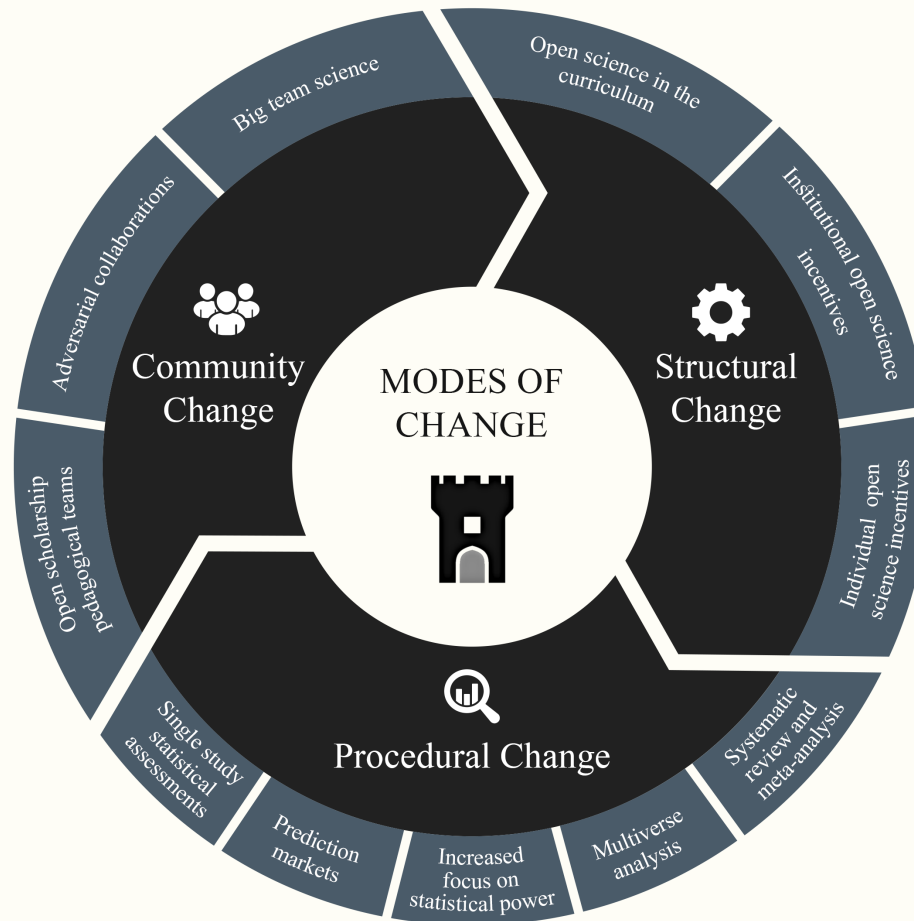 MODES OF
CHANGE
Structural
Change
Open science in the
curriculum
Institutional open science
incentives
Individual open
science incentives
Procedural Change
Systematic
review and
meta-analysis
Multiverse
analysis
Increased
focus on
statistical power
Prediction
markets
Single study
statistical
assessments
Community
Change
Open scholarship
pedagogical teams
Adversarial collaborations
Big team science